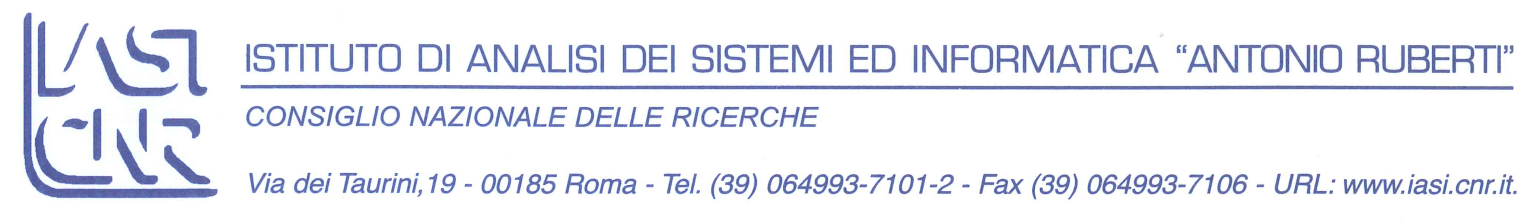 IASI
CNR
ISTITUTO DI ANALISI DEI SISTEMI ED INFORMATICA “ANTONIO RUBERTI”
CONSIGLIO NAZIONALE DELLE RICERCHE
Via dei Taurini,19 - 00185 Roma - Tel. (39) 064993-7101-2 - Fax (39) 064993-7106 - URL: www.iasi.cnr.it.